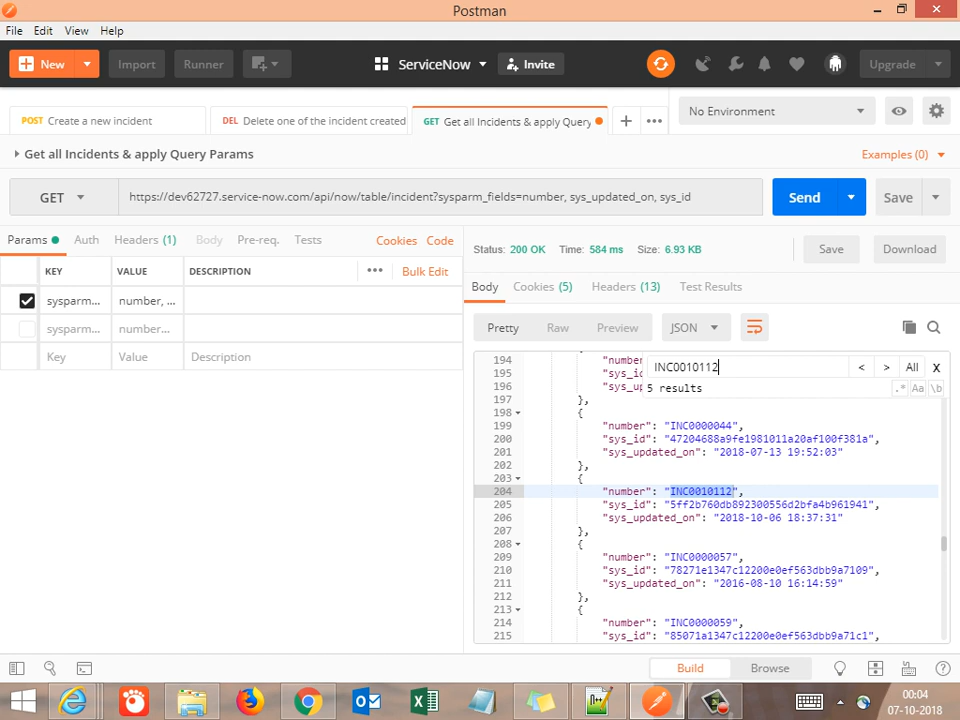 Postman
File Edit View Help
New Import Runner ServiceNow Invite Upgrade
POST Create a new incident DEL Delete one of the incident created GET Get all Incidents & apply Query No Environment
Get all Incidents & apply Query Params Examples (0)
GET https://dev62727.service-now.com/api/now/table/incident?sysparm_fields=number, sys_updated_on, sys_id Send Save
Params Auth Headers (1) Body Pre-req. Tests Cookies Code
KEY VALUE DESCRIPTION ••• Bulk Edit
sysparm... number, ...
sysparm... number...
Key Value Description
Status: 200 OK Time: 584 ms Size: 6.93 KB Save Download
Body Cookies (5) Headers (13) Test Results
Pretty Raw Preview JSON
INC0010112 < > All X
5 results .* Aa \b
194 "number
195 "sys_id
196 "sys_up
197 },
198 {
199 "number": "INC0000044",
200 "sys_id": "47204688a9fe1981011a20af100f381a",
201 "sys_updated_on": "2018-07-13 19:52:03"
202 },
203 {
204 "number": "INC0010112",
205 "sys_id": "5ff2b760db892300556d2bfa4b961941",
206 "sys_updated_on": "2018-10-06 18:37:31"
207 },
208 {
209 "number": "INC0000057",
210 "sys_id": "78271e1347c12200e0ef563dbb9a7109",
211 "sys_updated_on": "2016-08-10 16:14:59"
212 },
213 {
214 "number": "INC0000059",
215 "sys_id": "85071a1347c12200e0ef563dbb9a71c1",
Build Browse
00:04
07-10-2018